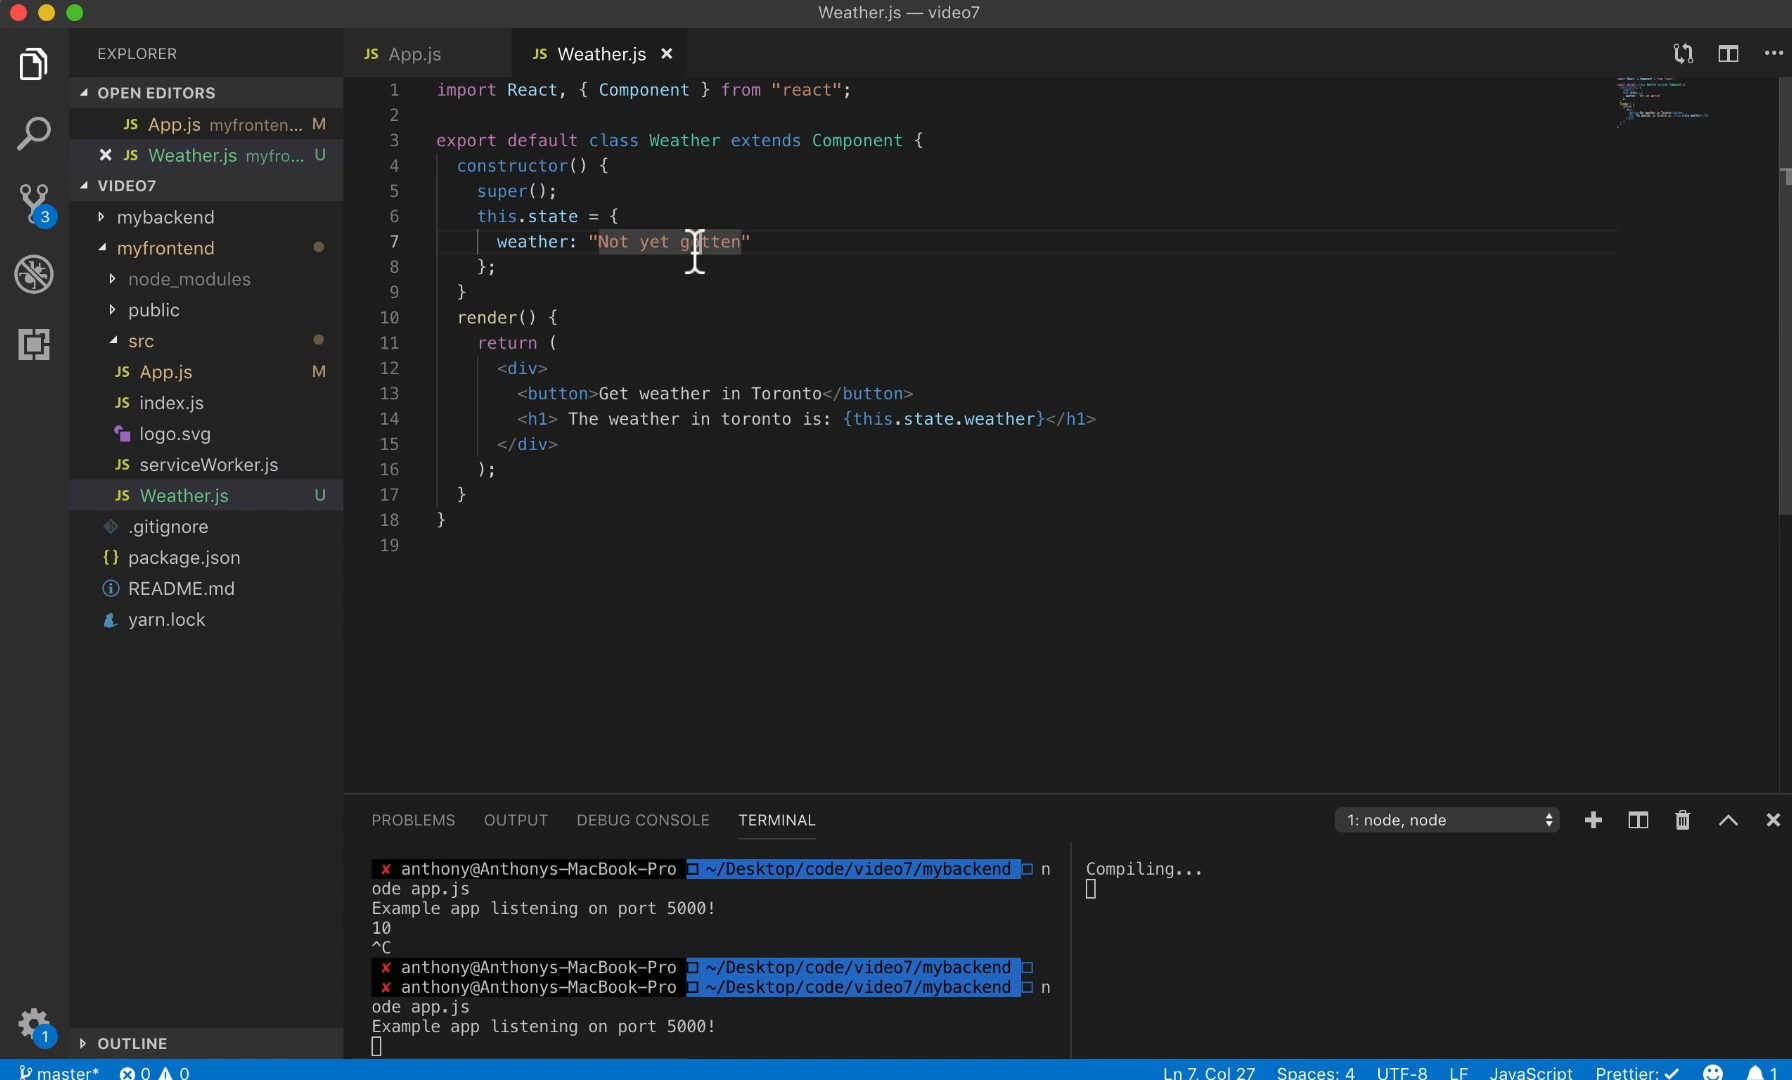 Weather.js — video7
EXPLORER
OPEN EDITORS
JS App.js myfronten... M
JS Weather.js myfro... U
VIDEO7
mybackend
myfrontend
node_modules
public
src
JS App.js M
JS index.js
logo.svg
JS serviceWorker.js
JS Weather.js U
.gitignore
{} package.json
README.md
yarn.lock
OUTLINE
3
1
JS App.js
JS Weather.js
1 import React, { Component } from "react";
2
3 export default class Weather extends Component {
4 constructor() {
5 super();
6 this.state = {
7 weather: "Not yet gotten"
8 };
9 }
10 render() {
11 return (
12 <div>
13 <button>Get weather in Toronto</button>
14 <h1> The weather in toronto is: {this.state.weather}</h1>
15 </div>
16 );
17 }
18 }
19
PROBLEMS OUTPUT DEBUG CONSOLE TERMINAL 1: node, node
✘ anthony@Anthonys-MacBook-Pro ~/Desktop/code/video7/mybackend n
ode app.js
Example app listening on port 5000!
10
^C
✘ anthony@Anthonys-MacBook-Pro ~/Desktop/code/video7/mybackend
✘ anthony@Anthonys-MacBook-Pro ~/Desktop/code/video7/mybackend n
ode app.js
Example app listening on port 5000!
Compiling...
master* 0 0 Ln 7, Col 27 Spaces: 4 UTF-8 LF JavaScript Prettier: ✓ 1